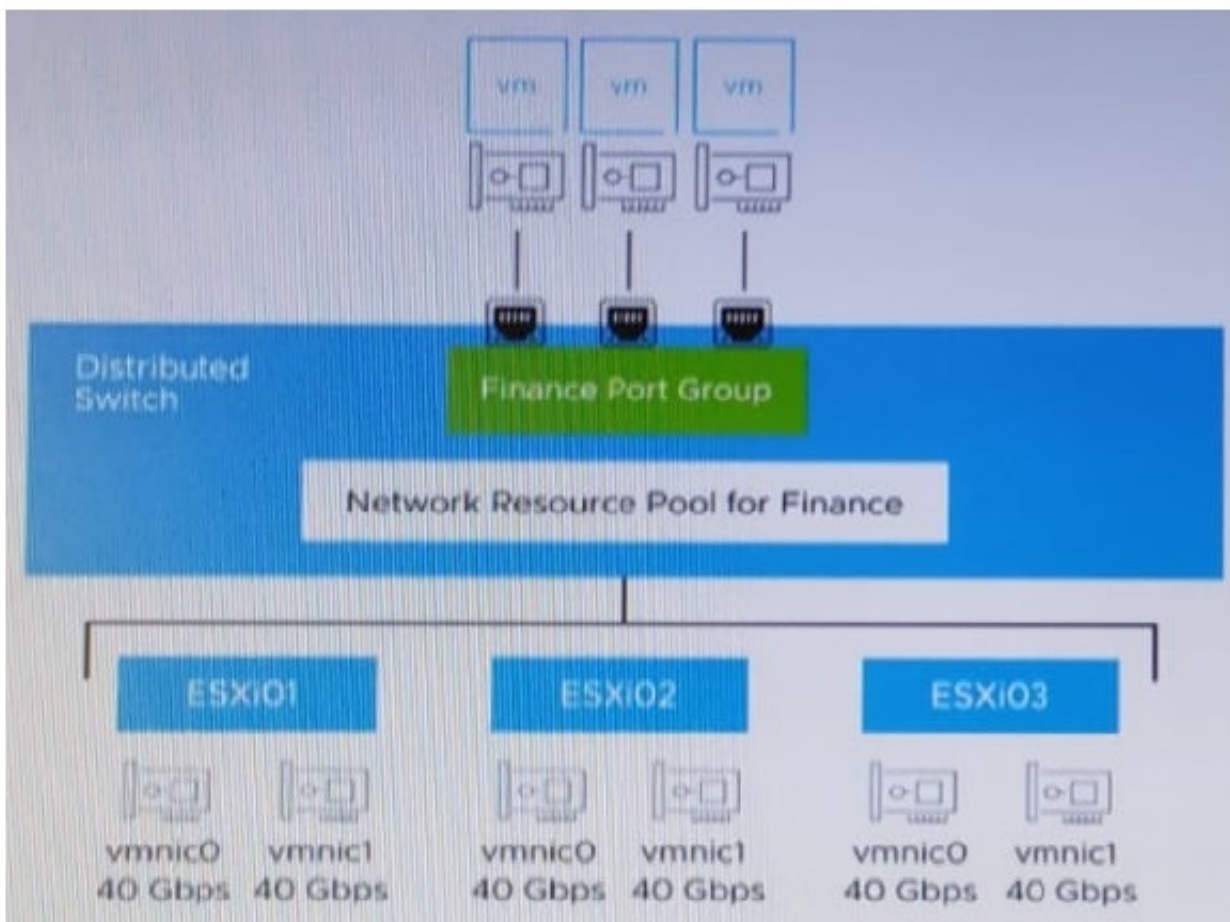 vm vm vm
Distributed
Switch
Finance Port Group
Network Resource Pool for Finance
ESXi01 ESXi02 ESXi03
vmnic0 vmnic1 vmnic0 vmnic1 vmnic0 vmnic1
40 Gbps 40 Gbps 40 Gbps 40 Gbps 40 Gbps 40 Gbps